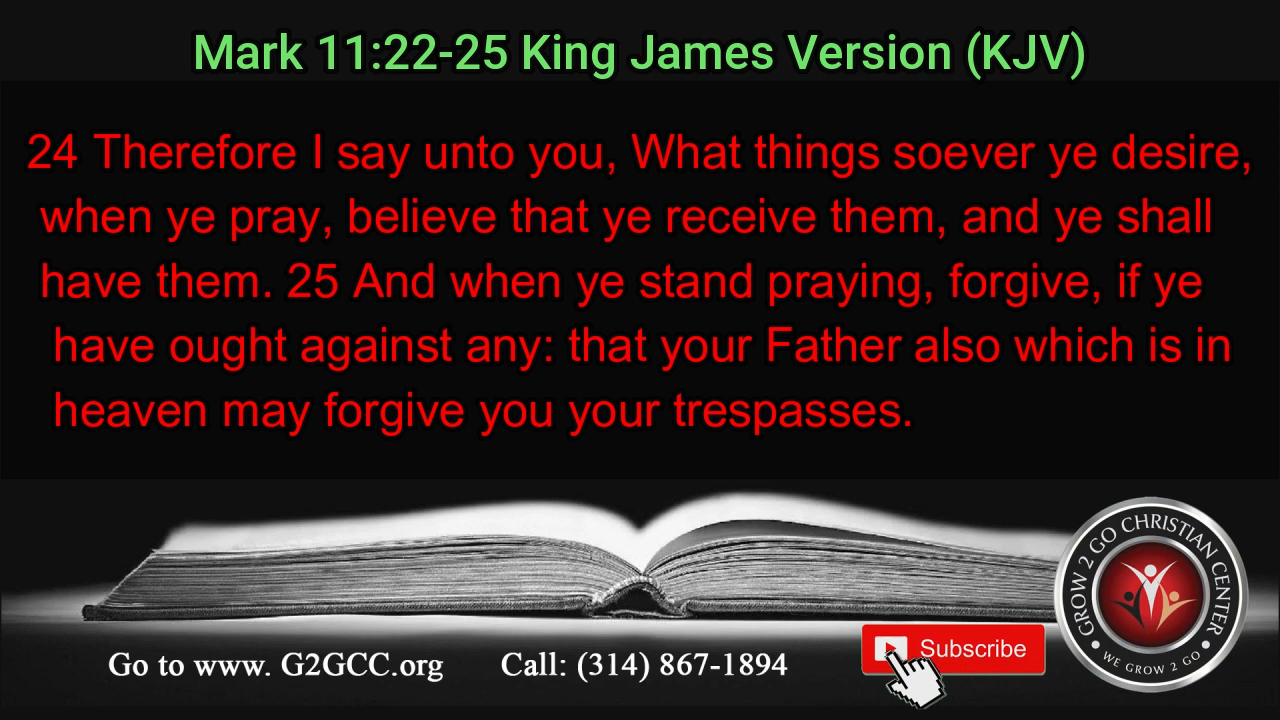 Mark 11:22-25 King James Version (KJV)
24 Therefore I say unto you, What things soever ye desire,
when ye pray, believe that ye receive them, and ye shall
have them. 25 And when ye stand praying, forgive, if ye
have ought against any: that your Father also which is in
heaven may forgive you your trespasses.
GROW 2 GO CHRISTIAN CENTER
WE GROW 2 GO
Subscribe
Go to www. G2GCC.org Call: (314) 867-1894